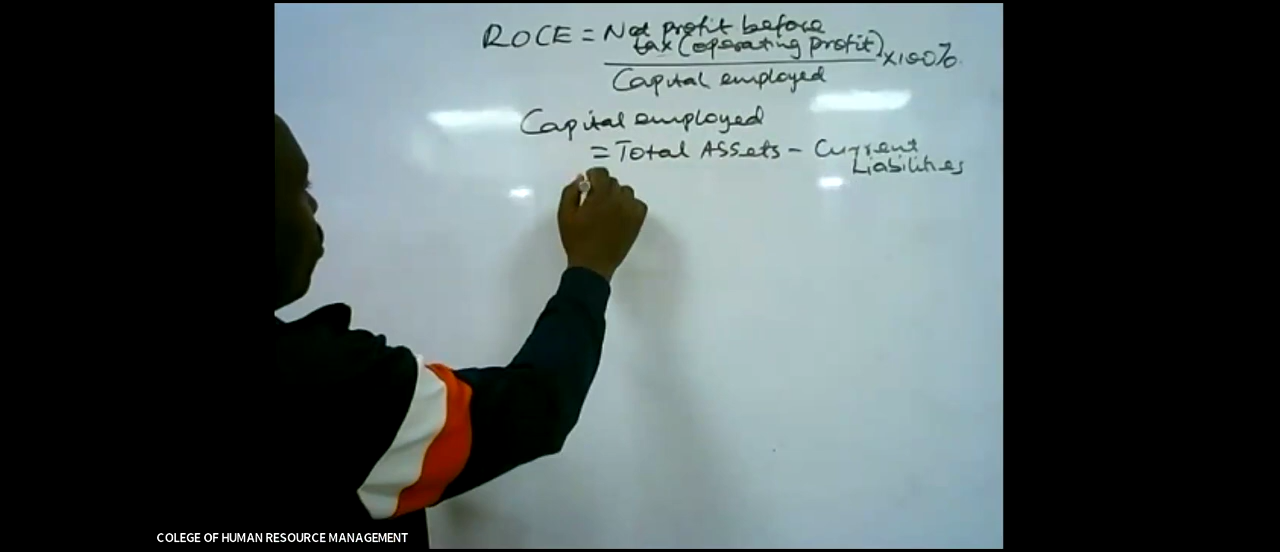 ROCE = Net profit before
tax (operating profit) x100%
Capital employed
Capital employed
= Total Assets - Current
Liabilities
COLEGE OF HUMAN RESOURCE MANAGEMENT